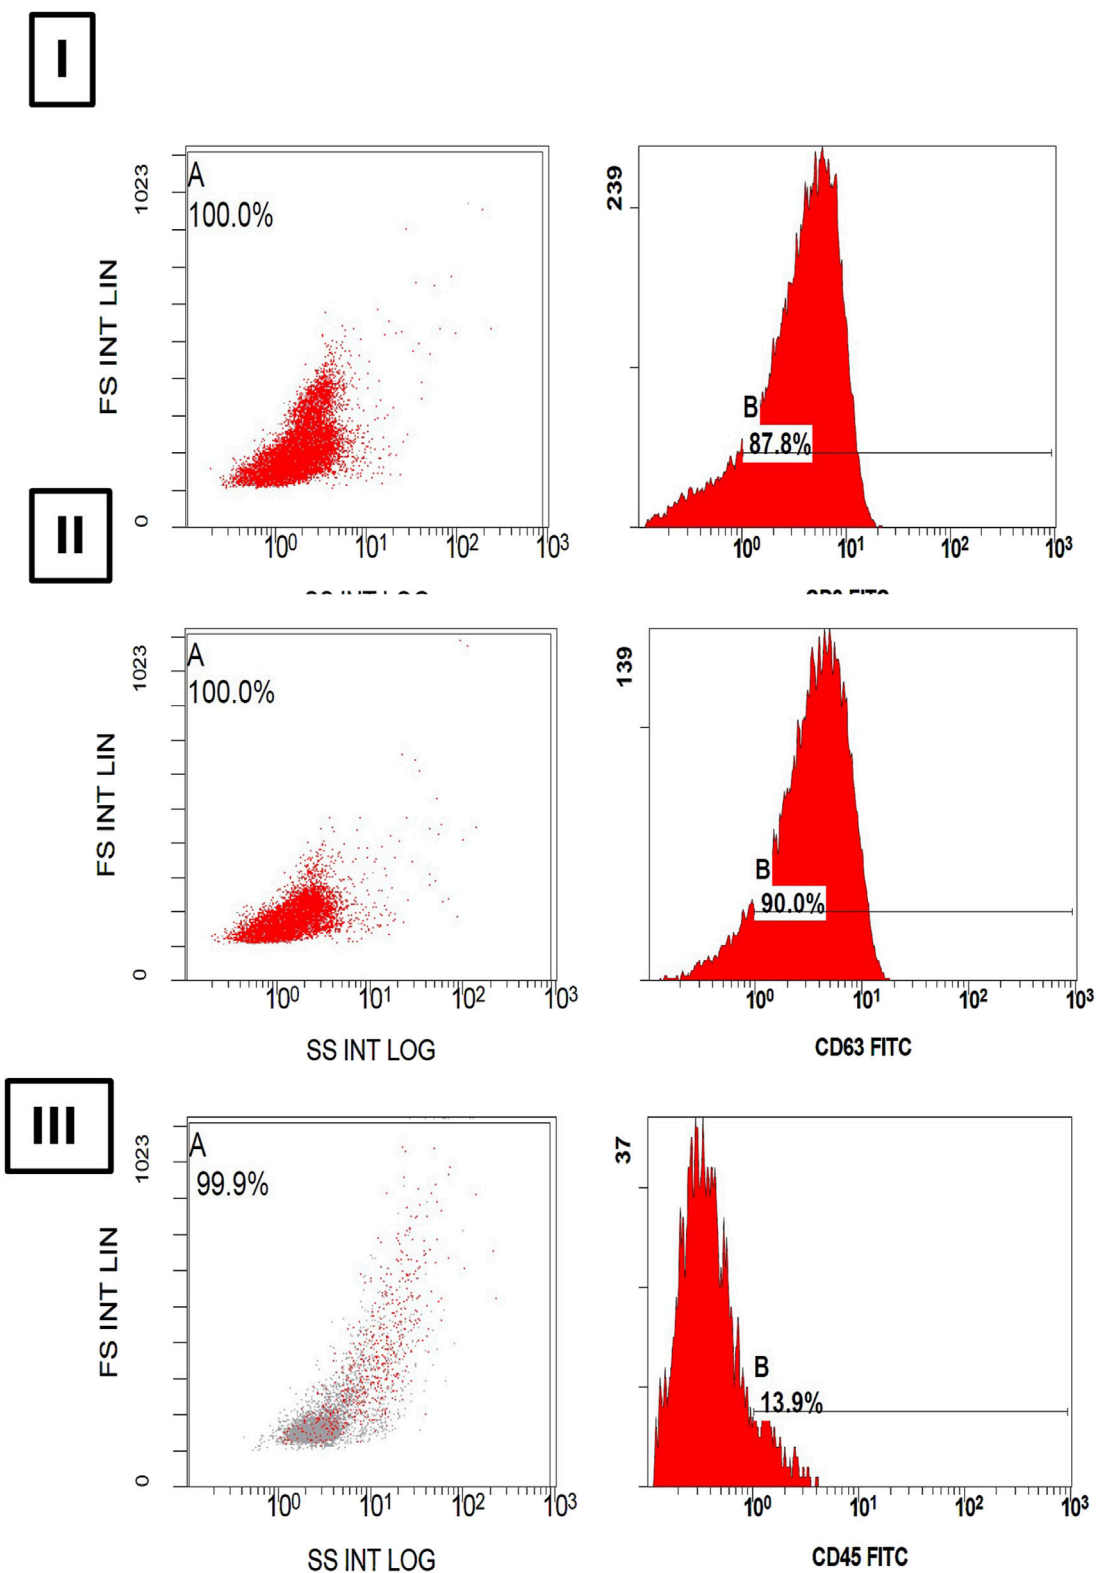 I
A
100.0%
1023
FS INT LIN
0
10⁰ 10¹ 10² 10³
239
B
87.8%
10⁰ 10¹ 10² 10³
II
A
100.0%
1023
FS INT LIN
0
10⁰ 10¹ 10² 10³
SS INT LOG
139
B
90.0%
10⁰ 10¹ 10² 10³
CD63 FITC
III
A
99.9%
1023
FS INT LIN
0
10⁰ 10¹ 10² 10³
SS INT LOG
37
B
13.9%
10⁰ 10¹ 10² 10³
CD45 FITC